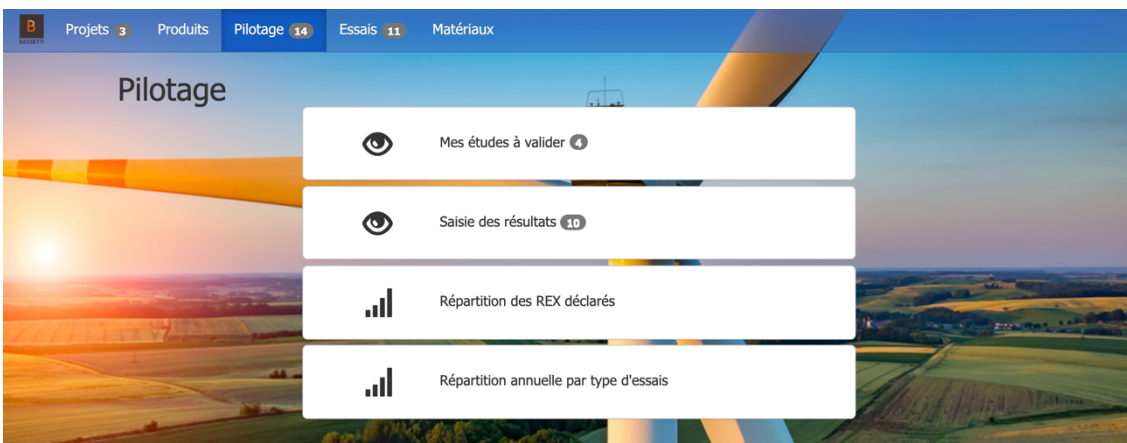 B
BASSETTI
Projets 3
Produits
Pilotage 14
Essais 11
Matériaux
Pilotage
Mes études à valider 4
Saisie des résultats 10
Répartition des REX déclarés
Répartition annuelle par type d'essais